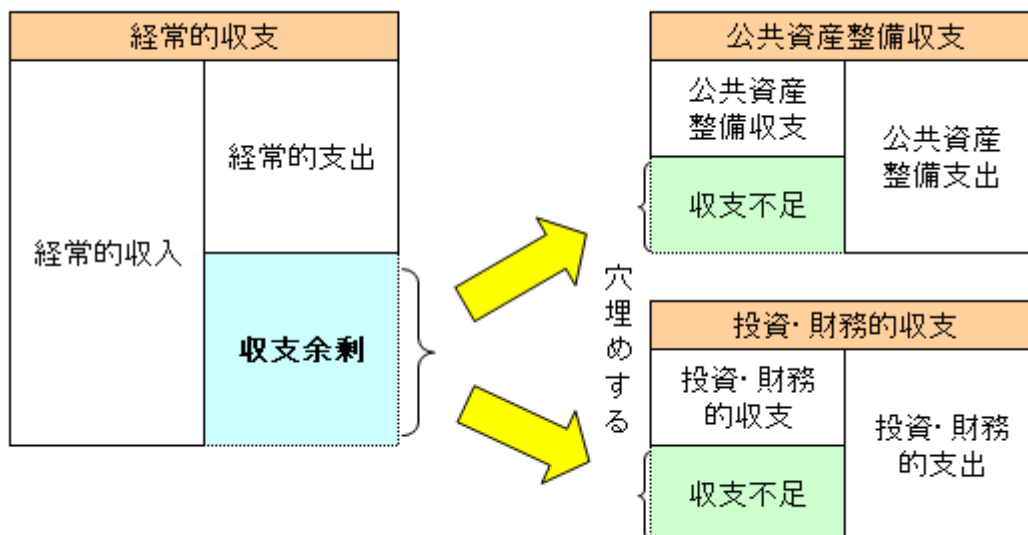 経常的収支
経常的収入
経常的支出
収支余剰
穴埋めする
公共資産整備収支
公共資産
整備収支
収支不足
公共資産
整備支出
投資・財務的収支
投資・財務
的収支
収支不足
投資・財務
的支出